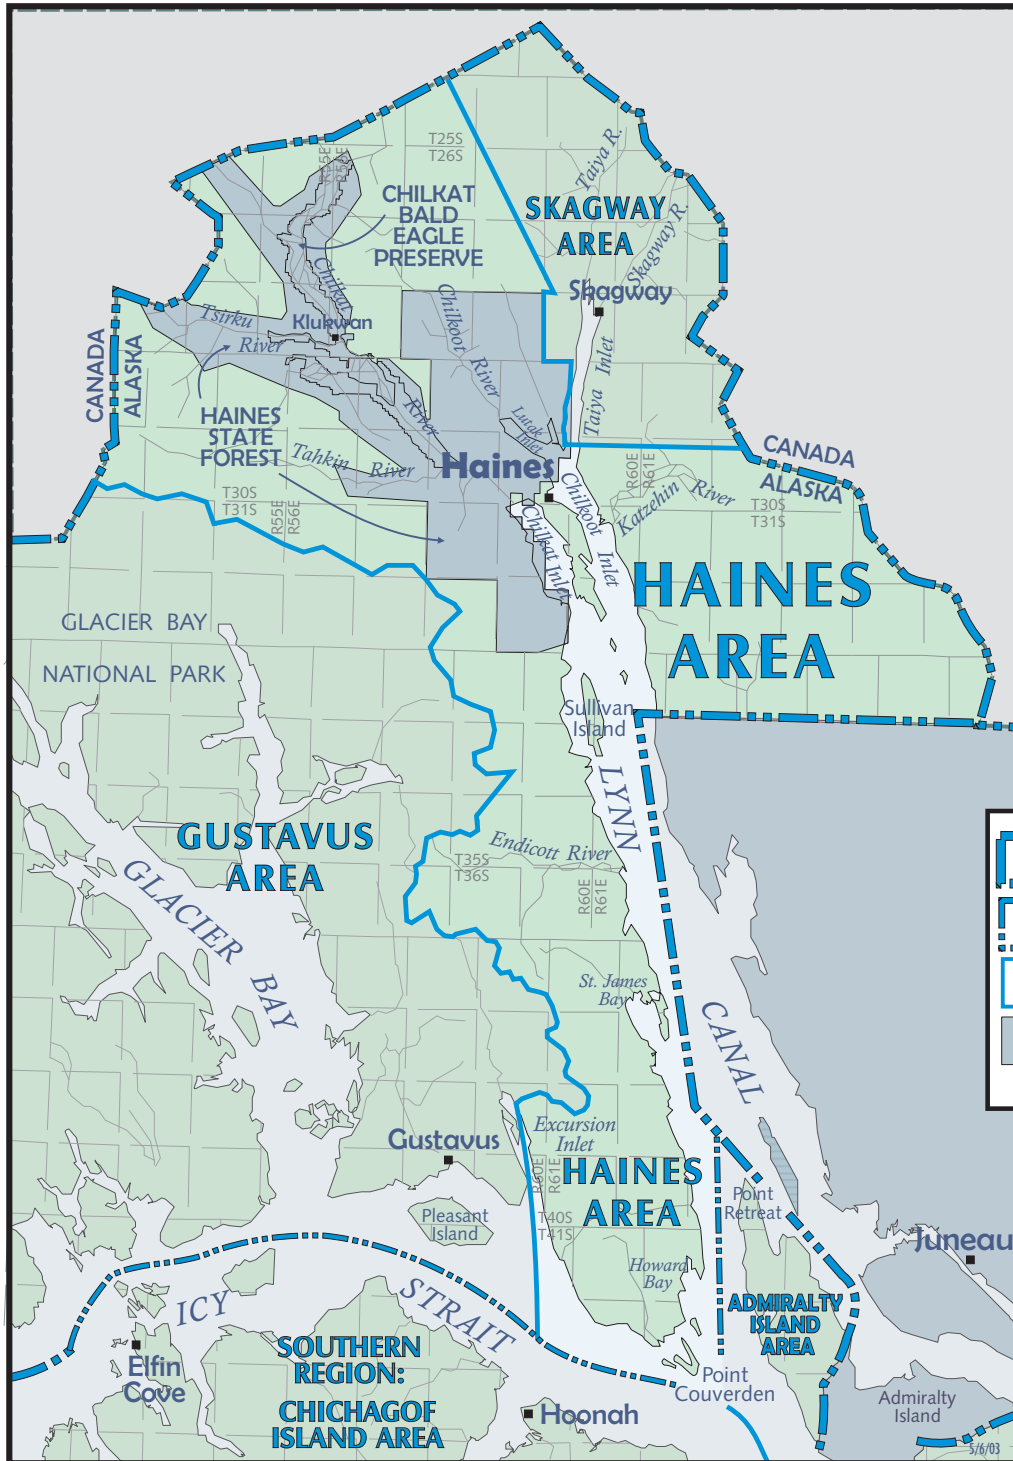 T25S
T26S
R55E
R56E
CHILKAT
BALD
EAGLE
PRESERVE
Taiya R.
SKAGWAY
AREA
Skagway R.
Skagway
Chilkat
Klukwan
Tsirku
River
Chilkoot
River
Taiya Inlet
CANADA
ALASKA
HAINES
STATE
FOREST
River
Lutak
Inlet
Tahkin River
Haines
CANADA
ALASKA
R60E
R61E
Katzehin River
T30S
T31S
T30S
T31S
R55E
R56E
Chilkoot Inlet
Chilkat Inlet
HAINES
AREA
GLACIER BAY
NATIONAL PARK
Sullivan
Island
LYNN
GUSTAVUS
AREA
Endicott River
T35S
T36S
R60E
R61E
GLACIER BAY
St. James
Bay
CANAL
Excursion
Inlet
Gustavus
HAINES
AREA
R60E
R61E
T40S
T41S
Point
Retreat
Pleasant
Island
Juneau
Howard
Bay
ICY STRAIT
ADMIRALTY
ISLAND
AREA
SOUTHERN
REGION:
CHICHAGOF
ISLAND AREA
Elfin
Cove
Point
Couverden
Hoonah
Admiralty
Island
5/6/03